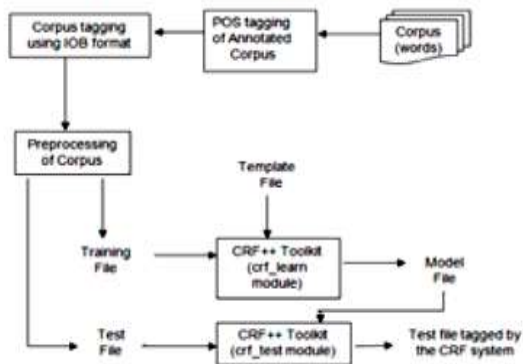 Corpus tagging
using IOB format
POS tagging
of Annotated
Corpus
Corpus
(words)
Preprocessing
of Corpus
Template
File
Training
File
CRF++ Toolkit
(crf_learn
module)
Model
File
Test
File
CRF++ Toolkit
(crf_test module)
Test file tagged by
the CRF system